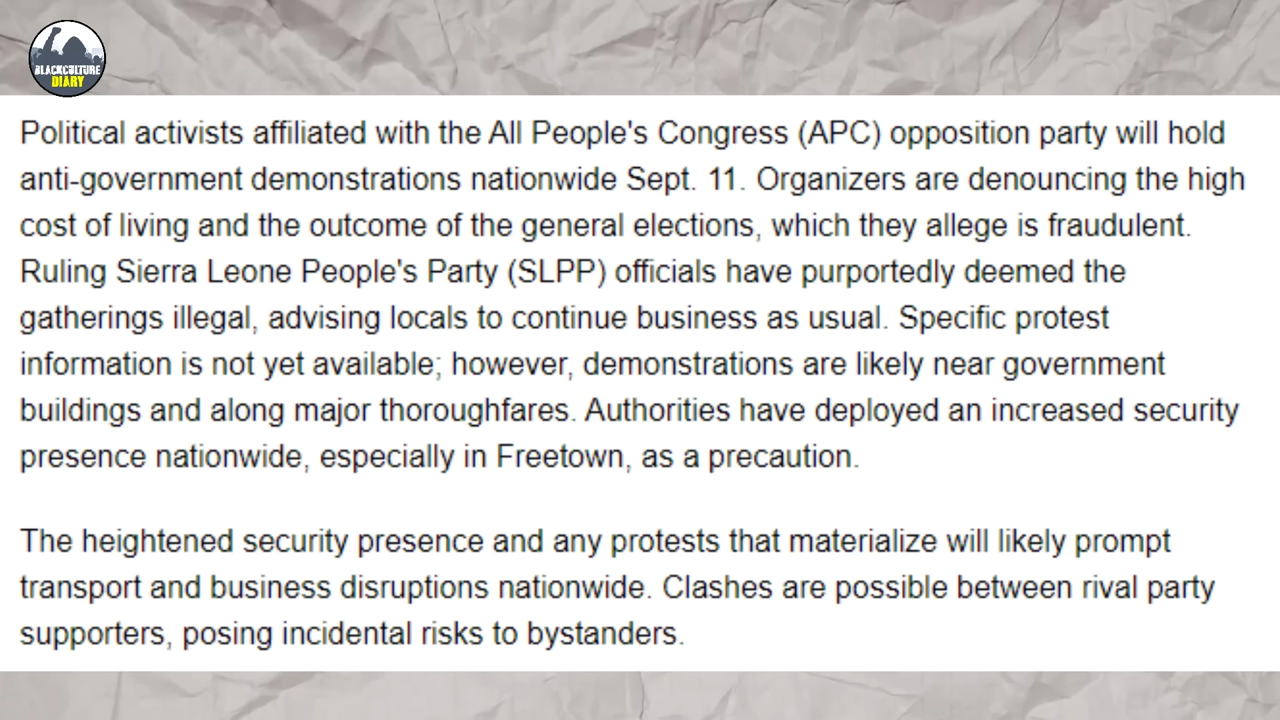 BLACKCULTURE
DIARY
Political activists affiliated with the All People's Congress (APC) opposition party will hold
anti-government demonstrations nationwide Sept. 11. Organizers are denouncing the high
cost of living and the outcome of the general elections, which they allege is fraudulent.
Ruling Sierra Leone People's Party (SLPP) officials have purportedly deemed the
gatherings illegal, advising locals to continue business as usual. Specific protest
information is not yet available; however, demonstrations are likely near government
buildings and along major thoroughfares. Authorities have deployed an increased security
presence nationwide, especially in Freetown, as a precaution.
The heightened security presence and any protests that materialize will likely prompt
transport and business disruptions nationwide. Clashes are possible between rival party
supporters, posing incidental risks to bystanders.